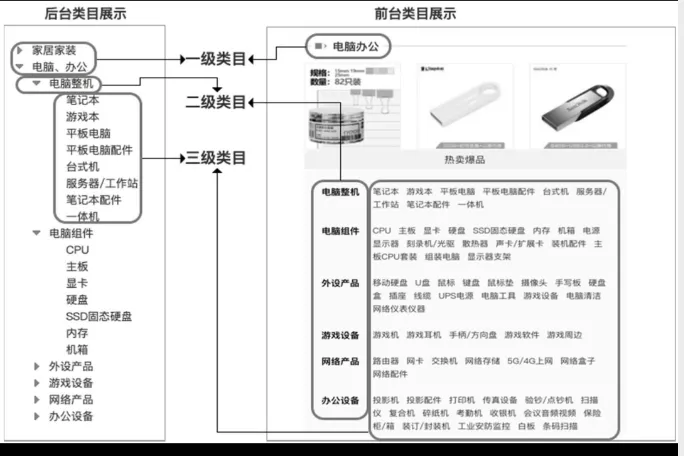 后台类目展示
前台类目展示
家居家装
电脑、办公
电脑整机
笔记本
游戏本
平板电脑
平板电脑配件
台式机
服务器/工作站
笔记本配件
一体机
电脑组件
CPU
主板
显卡
硬盘
SSD固态硬盘
内存
机箱
外设产品
游戏设备
网络产品
办公设备
一级类目
二级类目
三级类目
电脑办公
规格:
数量: 82只装
热卖爆品
电脑整机 笔记本 游戏本 平板电脑 平板电脑配件 台式机 服务器/
工作站 笔记本配件 一体机
电脑组件 CPU 主板 显卡 硬盘 SSD固态硬盘 内存 机箱 电源
显示器 刻录机/光驱 散热器 声卡/扩展卡 装机配件 主
板CPU套装 组装电脑 显示器支架
外设产品 移动硬盘 U盘 鼠标 键盘 鼠标垫 摄像头 手写板 硬盘
盒 插座 线缆 UPS电源 电脑工具 游戏设备 电脑清洁
网络仪表仪器
游戏设备 游戏机 游戏耳机 手柄/方向盘 游戏软件 游戏周边
网络产品 路由器 网卡 交换机 网络存储 5G/4G上网 网络盒子
网络配件
办公设备 投影机 投影配件 打印机 传真设备 验钞/点钞机 扫描
仪 复合机 碎纸机 考勤机 收银机 会议音频视频 保险
柜/箱 装订/封装机 工业安防监控 白板 条码扫描